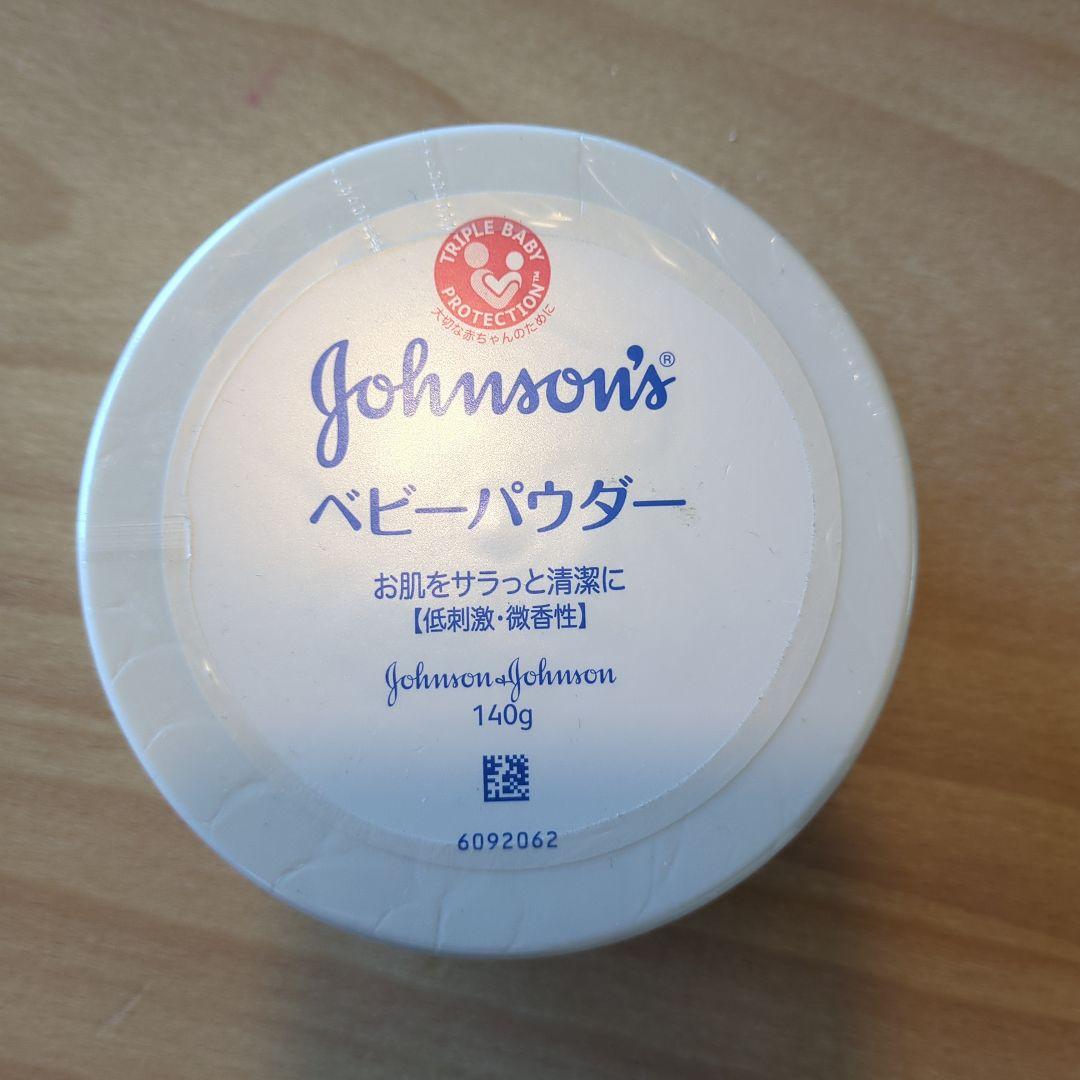 TRIPLE BABY
PROTECTION™
大切な赤ちゃんのために
Johnson's®
ベビーパウダー
お肌をサラっと清潔に
【低刺激・微香性】
Johnson & Johnson
140g
6092062